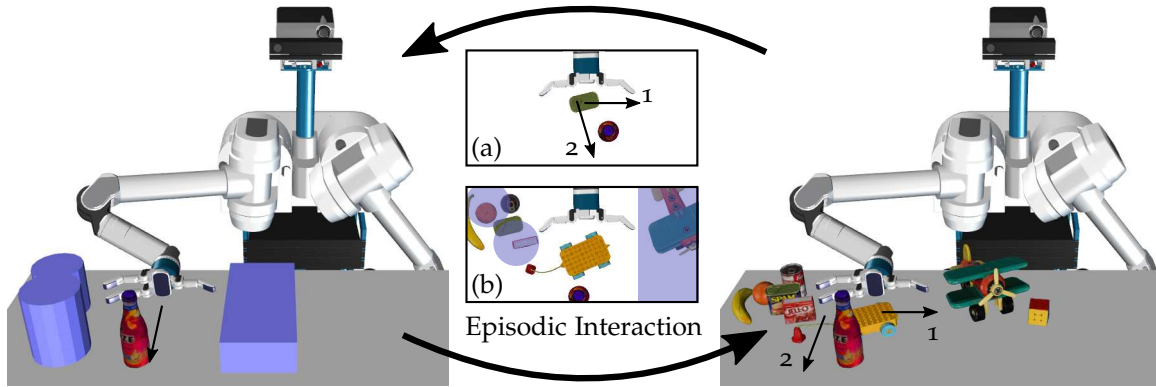 1
2
(a)
(b)
Episodic Interaction
SPAM
JELL-O
1
2